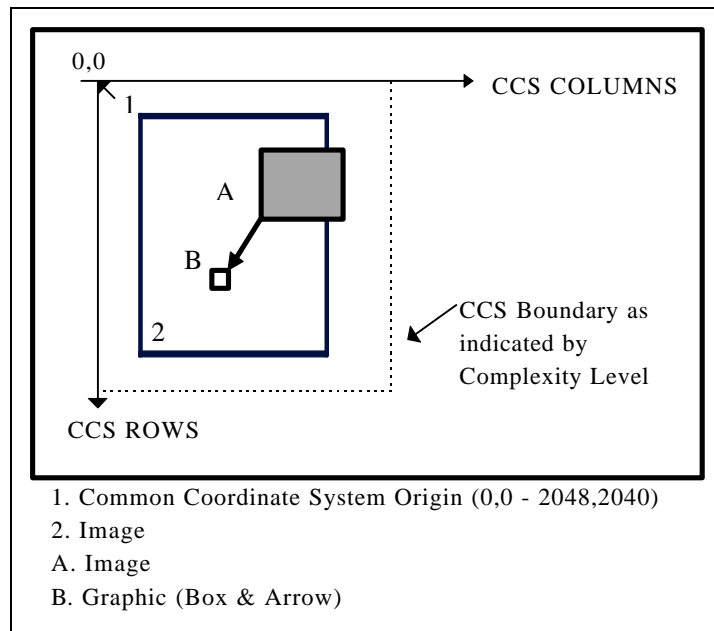 0,0
CCS COLUMNS
1
A
B
2
CCS Boundary as
indicated by
Complexity Level
CCS ROWS
1. Common Coordinate System Origin (0,0 - 2048,2040)
2. Image
A. Image
B. Graphic (Box & Arrow)